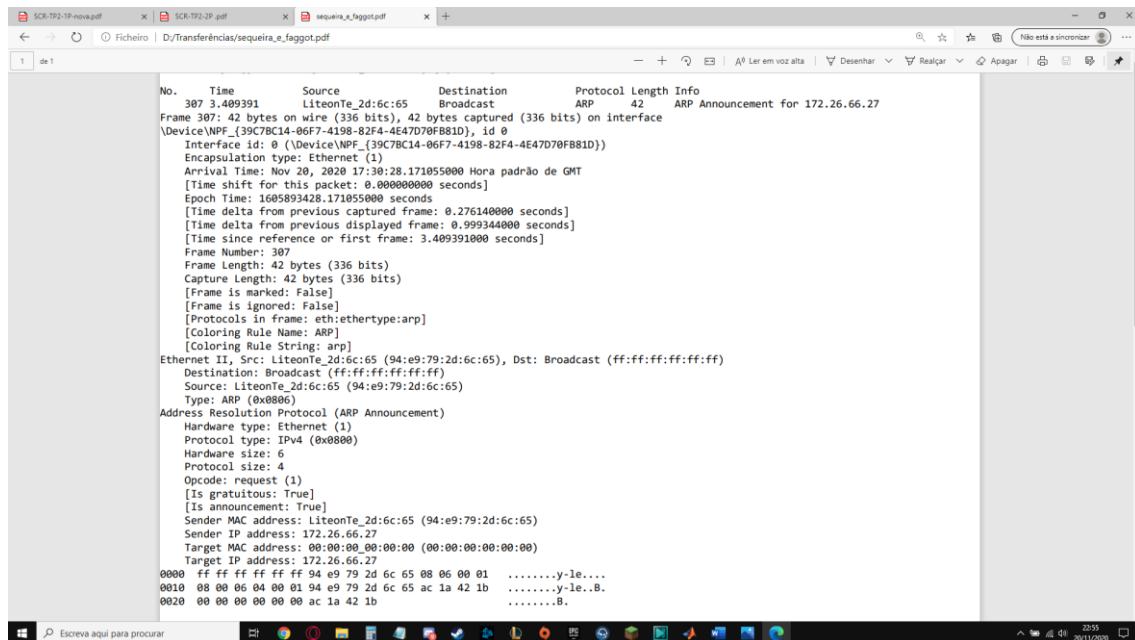 SCR-TP2-1P-nova.pdf
SCR-TP2-2P .pdf
sequeira_e_faggot.pdf
Ficheiro | D:/Transferências/sequeira_e_faggot.pdf
Não está a sincronizar
1 de 1
Ler em voz alta
Desenhar
Realçar
Apagar
No. Time Source Destination Protocol Length Info
307 3.409391 LiteonTe_2d:6c:65 Broadcast ARP 42 ARP Announcement for 172.26.66.27
Frame 307: 42 bytes on wire (336 bits), 42 bytes captured (336 bits) on interface
\Device\NPF_{39C7BC14-06F7-4198-82F4-4E47D70FB81D}, id 0
Interface id: 0 (\Device\NPF_{39C7BC14-06F7-4198-82F4-4E47D70FB81D})
Encapsulation type: Ethernet (1)
Arrival Time: Nov 20, 2020 17:30:28.171055000 Hora padrão de GMT
[Time shift for this packet: 0.000000000 seconds]
Epoch Time: 1605893428.171055000 seconds
[Time delta from previous captured frame: 0.276140000 seconds]
[Time delta from previous displayed frame: 0.999344000 seconds]
[Time since reference or first frame: 3.409391000 seconds]
Frame Number: 307
Frame Length: 42 bytes (336 bits)
Capture Length: 42 bytes (336 bits)
[Frame is marked: False]
[Frame is ignored: False]
[Protocols in frame: eth:ethertype:arp]
[Coloring Rule Name: ARP]
[Coloring Rule String: arp]
Ethernet II, Src: LiteonTe_2d:6c:65 (94:e9:79:2d:6c:65), Dst: Broadcast (ff:ff:ff:ff:ff:ff)
Destination: Broadcast (ff:ff:ff:ff:ff:ff)
Source: LiteonTe_2d:6c:65 (94:e9:79:2d:6c:65)
Type: ARP (0x0806)
Address Resolution Protocol (ARP Announcement)
Hardware type: Ethernet (1)
Protocol type: IPv4 (0x0800)
Hardware size: 6
Protocol size: 4
Opcode: request (1)
[Is gratuitous: True]
[Is announcement: True]
Sender MAC address: LiteonTe_2d:6c:65 (94:e9:79:2d:6c:65)
Sender IP address: 172.26.66.27
Target MAC address: 00:00:00_00:00:00 (00:00:00:00:00:00)
Target IP address: 172.26.66.27
0000 ff ff ff ff ff ff 94 e9 79 2d 6c 65 08 06 00 01 ........y-le....
0010 08 00 06 04 00 01 94 e9 79 2d 6c 65 ac 1a 42 1b ........y-le..B.
0020 00 00 00 00 00 00 ac 1a 42 1b ........B.
Escreva aqui para procurar
22:55
20/11/2020